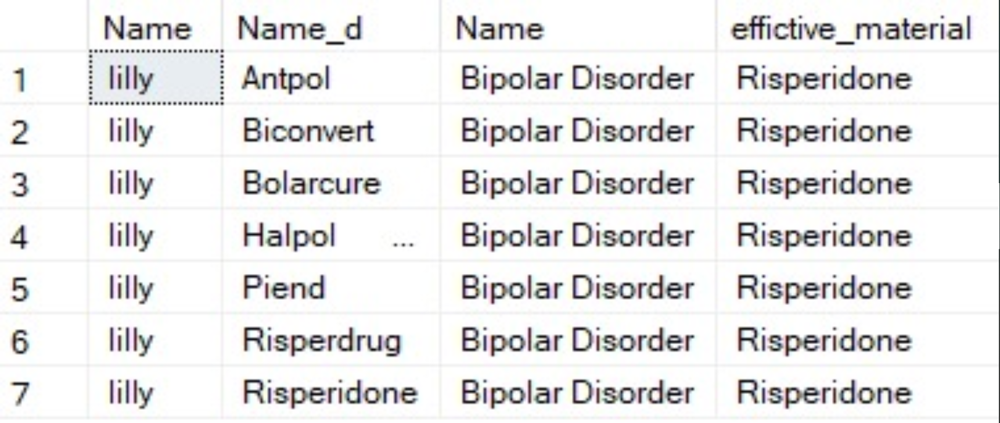 Name Name_d Name effictive_material
1 lilly Antpol Bipolar Disorder Risperidone
2 lilly Biconvert Bipolar Disorder Risperidone
3 lilly Bolarcure Bipolar Disorder Risperidone
4 lilly Halpol ... Bipolar Disorder Risperidone
5 lilly Piend Bipolar Disorder Risperidone
6 lilly Risperdrug Bipolar Disorder Risperidone
7 lilly Risperidone Bipolar Disorder Risperidone